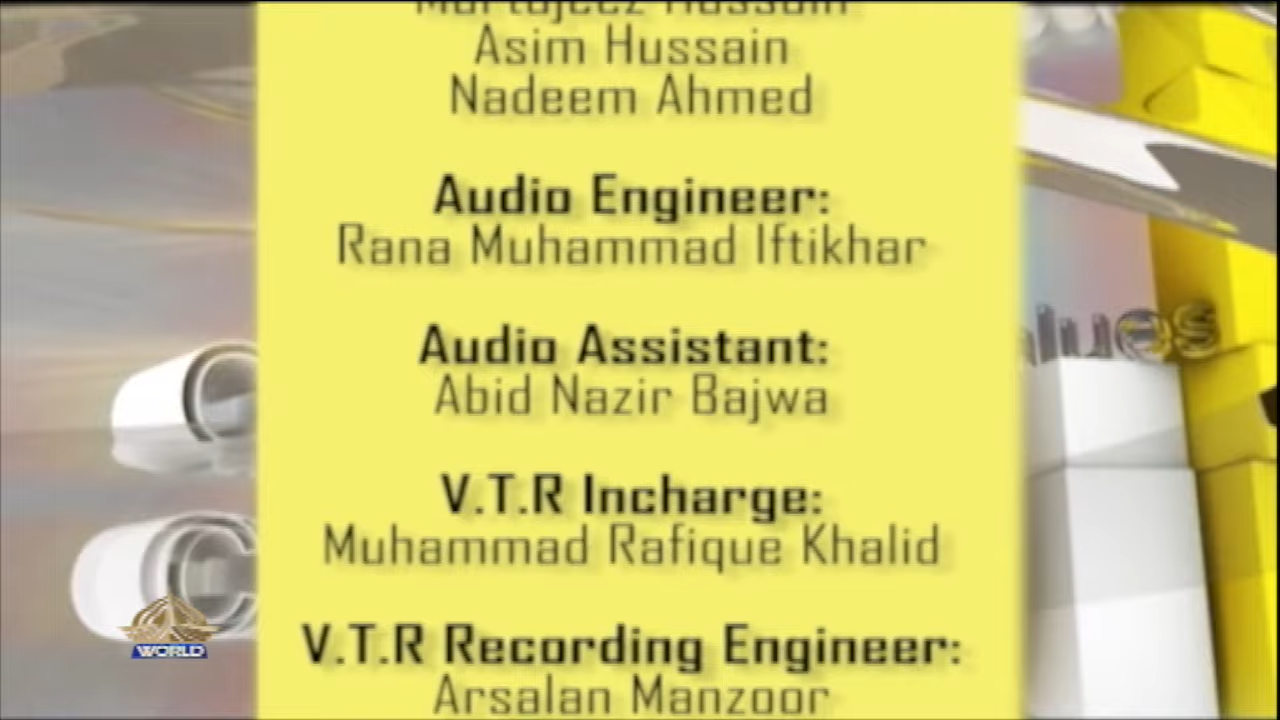 Hussain
Asim Hussain
Nadeem Ahmed
Audio Engineer:
Rana Muhammad Iftikhar
Audio Assistant:
Abid Nazir Bajwa
V.T.R Incharge:
Muhammad Rafique Khalid
V.T.R Recording Engineer:
Arsalan Manzoor
WORLD